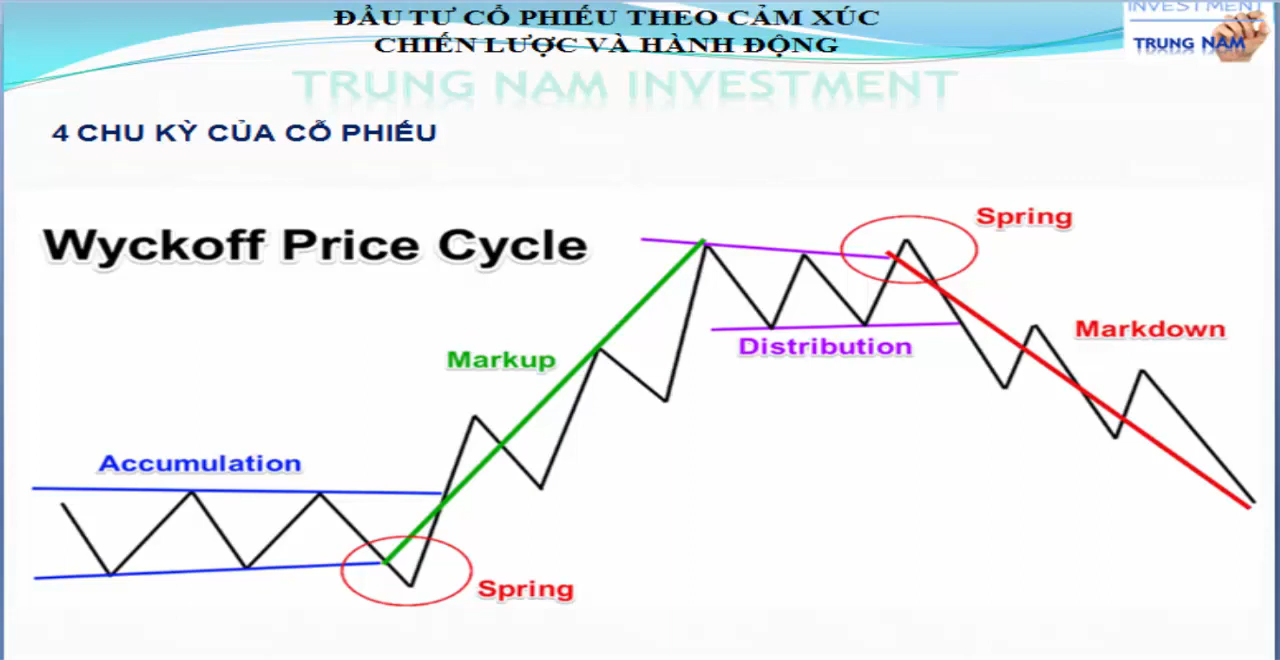 ĐẦU TƯ CỔ PHIẾU THEO CẢM XÚC
CHIẾN LƯỢC VÀ HÀNH ĐỘNG
INVESTMENT
TRUNG NAM
TRUNG NAM INVESTMENT
4 CHU KỲ CỦA CỔ PHIẾU
Wyckoff Price Cycle
Spring
Markdown
Distribution
Markup
Accumulation
Spring